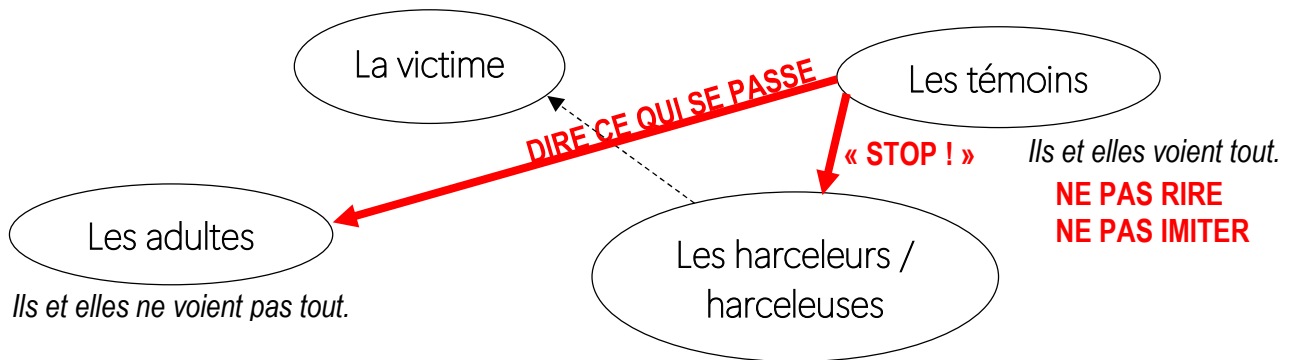 La victime
Les témoins
DIRE CE QUI SE PASSE
« STOP ! »
Ils et elles voient tout.
NE PAS RIRE
NE PAS IMITER
Les adultes
Ils et elles ne voient pas tout.
Les harceleurs /
harceleuses